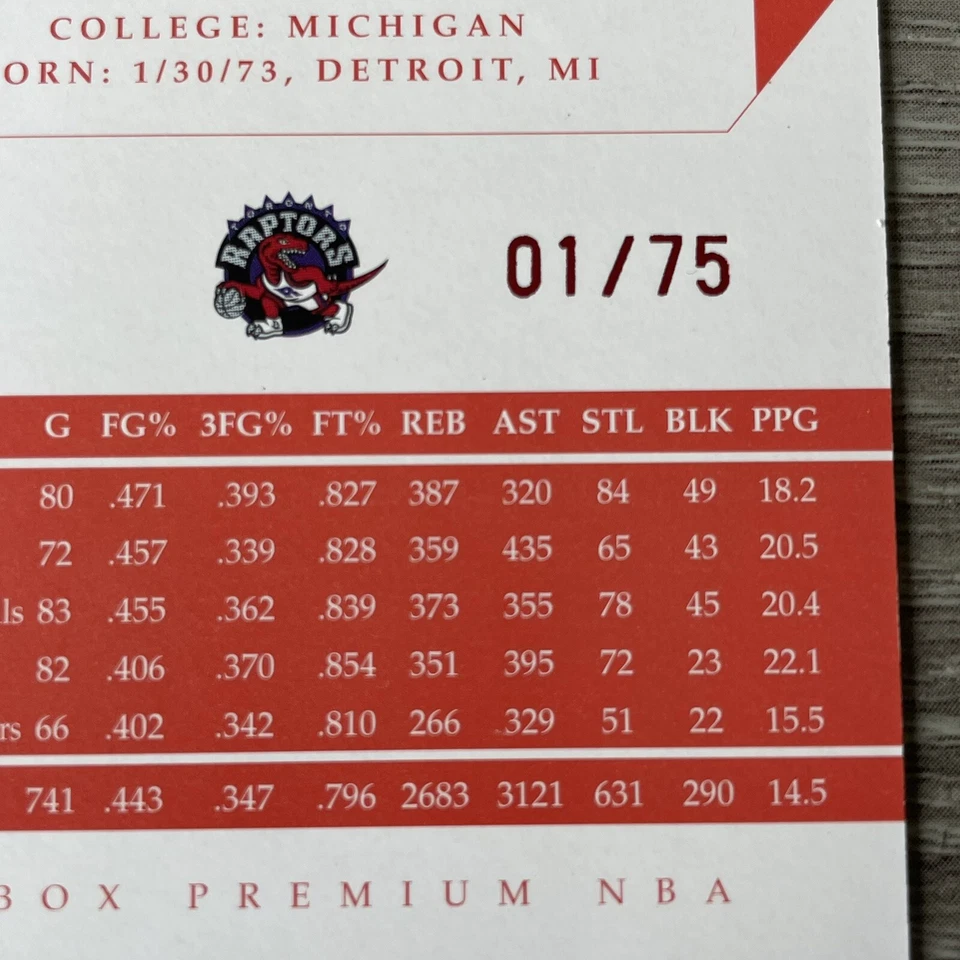 COLLEGE: MICHIGAN
ORN: 1/30/73, DETROIT, MI
TORONTO
RAPTORS
01/75
G FG% 3FG% FT% REB AST STL BLK PPG
80 .471 .393 .827 387 320 84 49 18.2
72 .457 .339 .828 359 435 65 43 20.5
ls 83 .455 .362 .839 373 355 78 45 20.4
82 .406 .370 .854 351 395 72 23 22.1
rs 66 .402 .342 .810 266 329 51 22 15.5
741 .443 .347 .796 2683 3121 631 290 14.5
BOX PREMIUM NBA